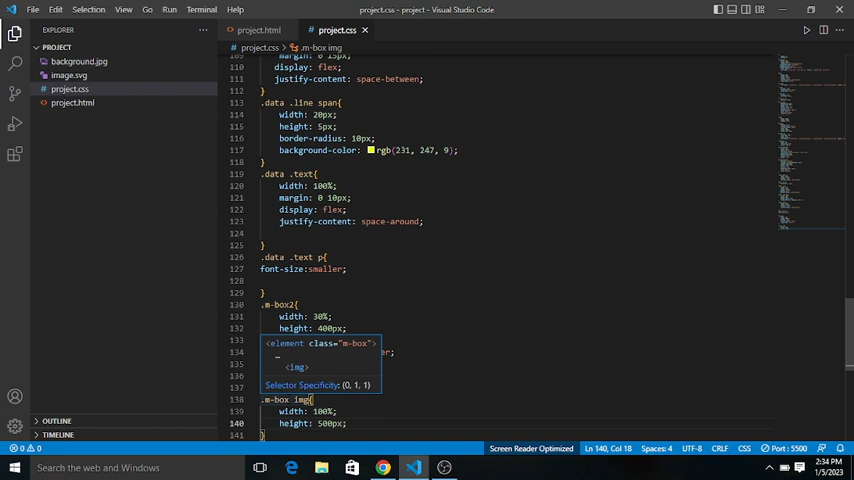 File Edit Selection View Go Run Terminal Help
project.css - project - Visual Studio Code
EXPLORER
project.html
project.css
PROJECT
project.css > .m-box img
background.jpg
image.svg
project.css
project.html
109 margin: 0 15px;
110 display: flex;
111 justify-content: space-between;
112 }
113 .data .line span{
114 width: 20px;
115 height: 5px;
116 border-radius: 10px;
117 background-color: rgb(231, 247, 9);
118 }
119 .data .text{
120 width: 100%;
121 margin: 0 10px;
122 display: flex;
123 justify-content: space-around;
124
125 }
126 .data .text p{
127 font-size:smaller;
128
129 }
130 .m-box2{
131 width: 30%;
132 height: 400px;
133
<element class="m-box">
134 er;
…
135
<img>
136
Selector Specificity: (0, 1, 1)
137
138 .m-box img{
139 width: 100%;
140 height: 500px;
141 }
OUTLINE
TIMELINE
0 0
Screen Reader Optimized Ln 140, Col 18 Spaces: 4 UTF-8 CRLF CSS Port : 5500
Search the web and Windows
2:34 PM
1/5/2023